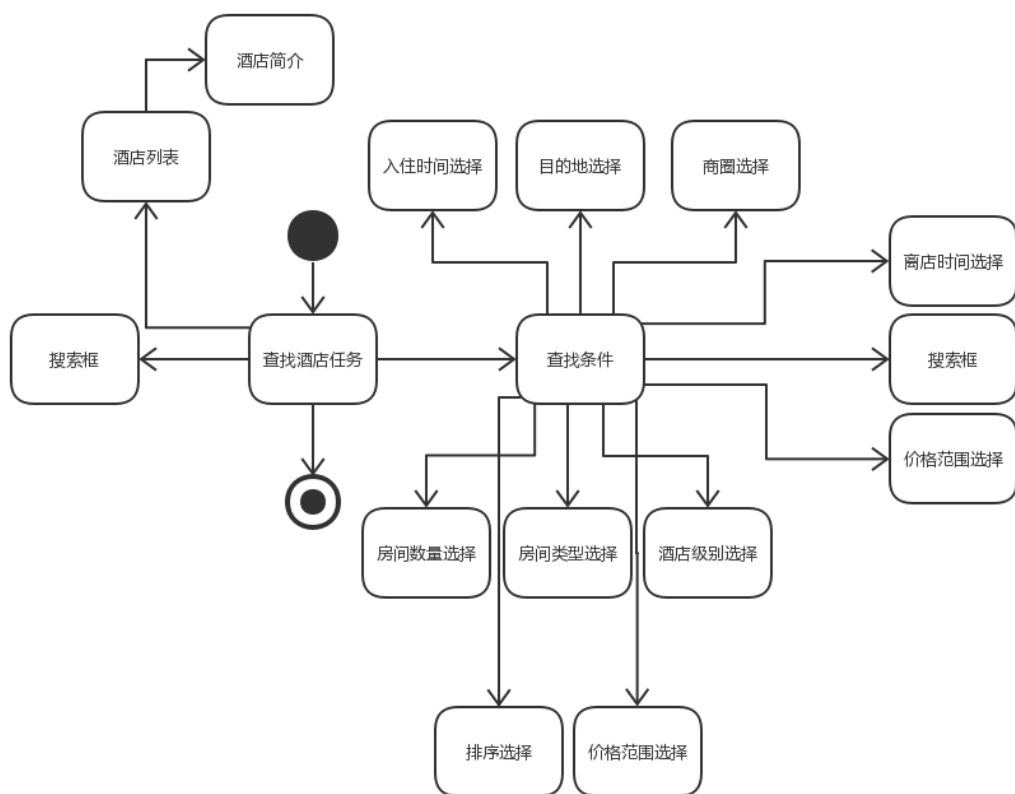 酒店简介
酒店列表
入住时间选择
目的地选择
商圈选择
离店时间选择
搜索框
查找酒店任务
查找条件
搜索框
价格范围选择
房间数量选择
房间类型选择
酒店级别选择
排序选择
价格范围选择